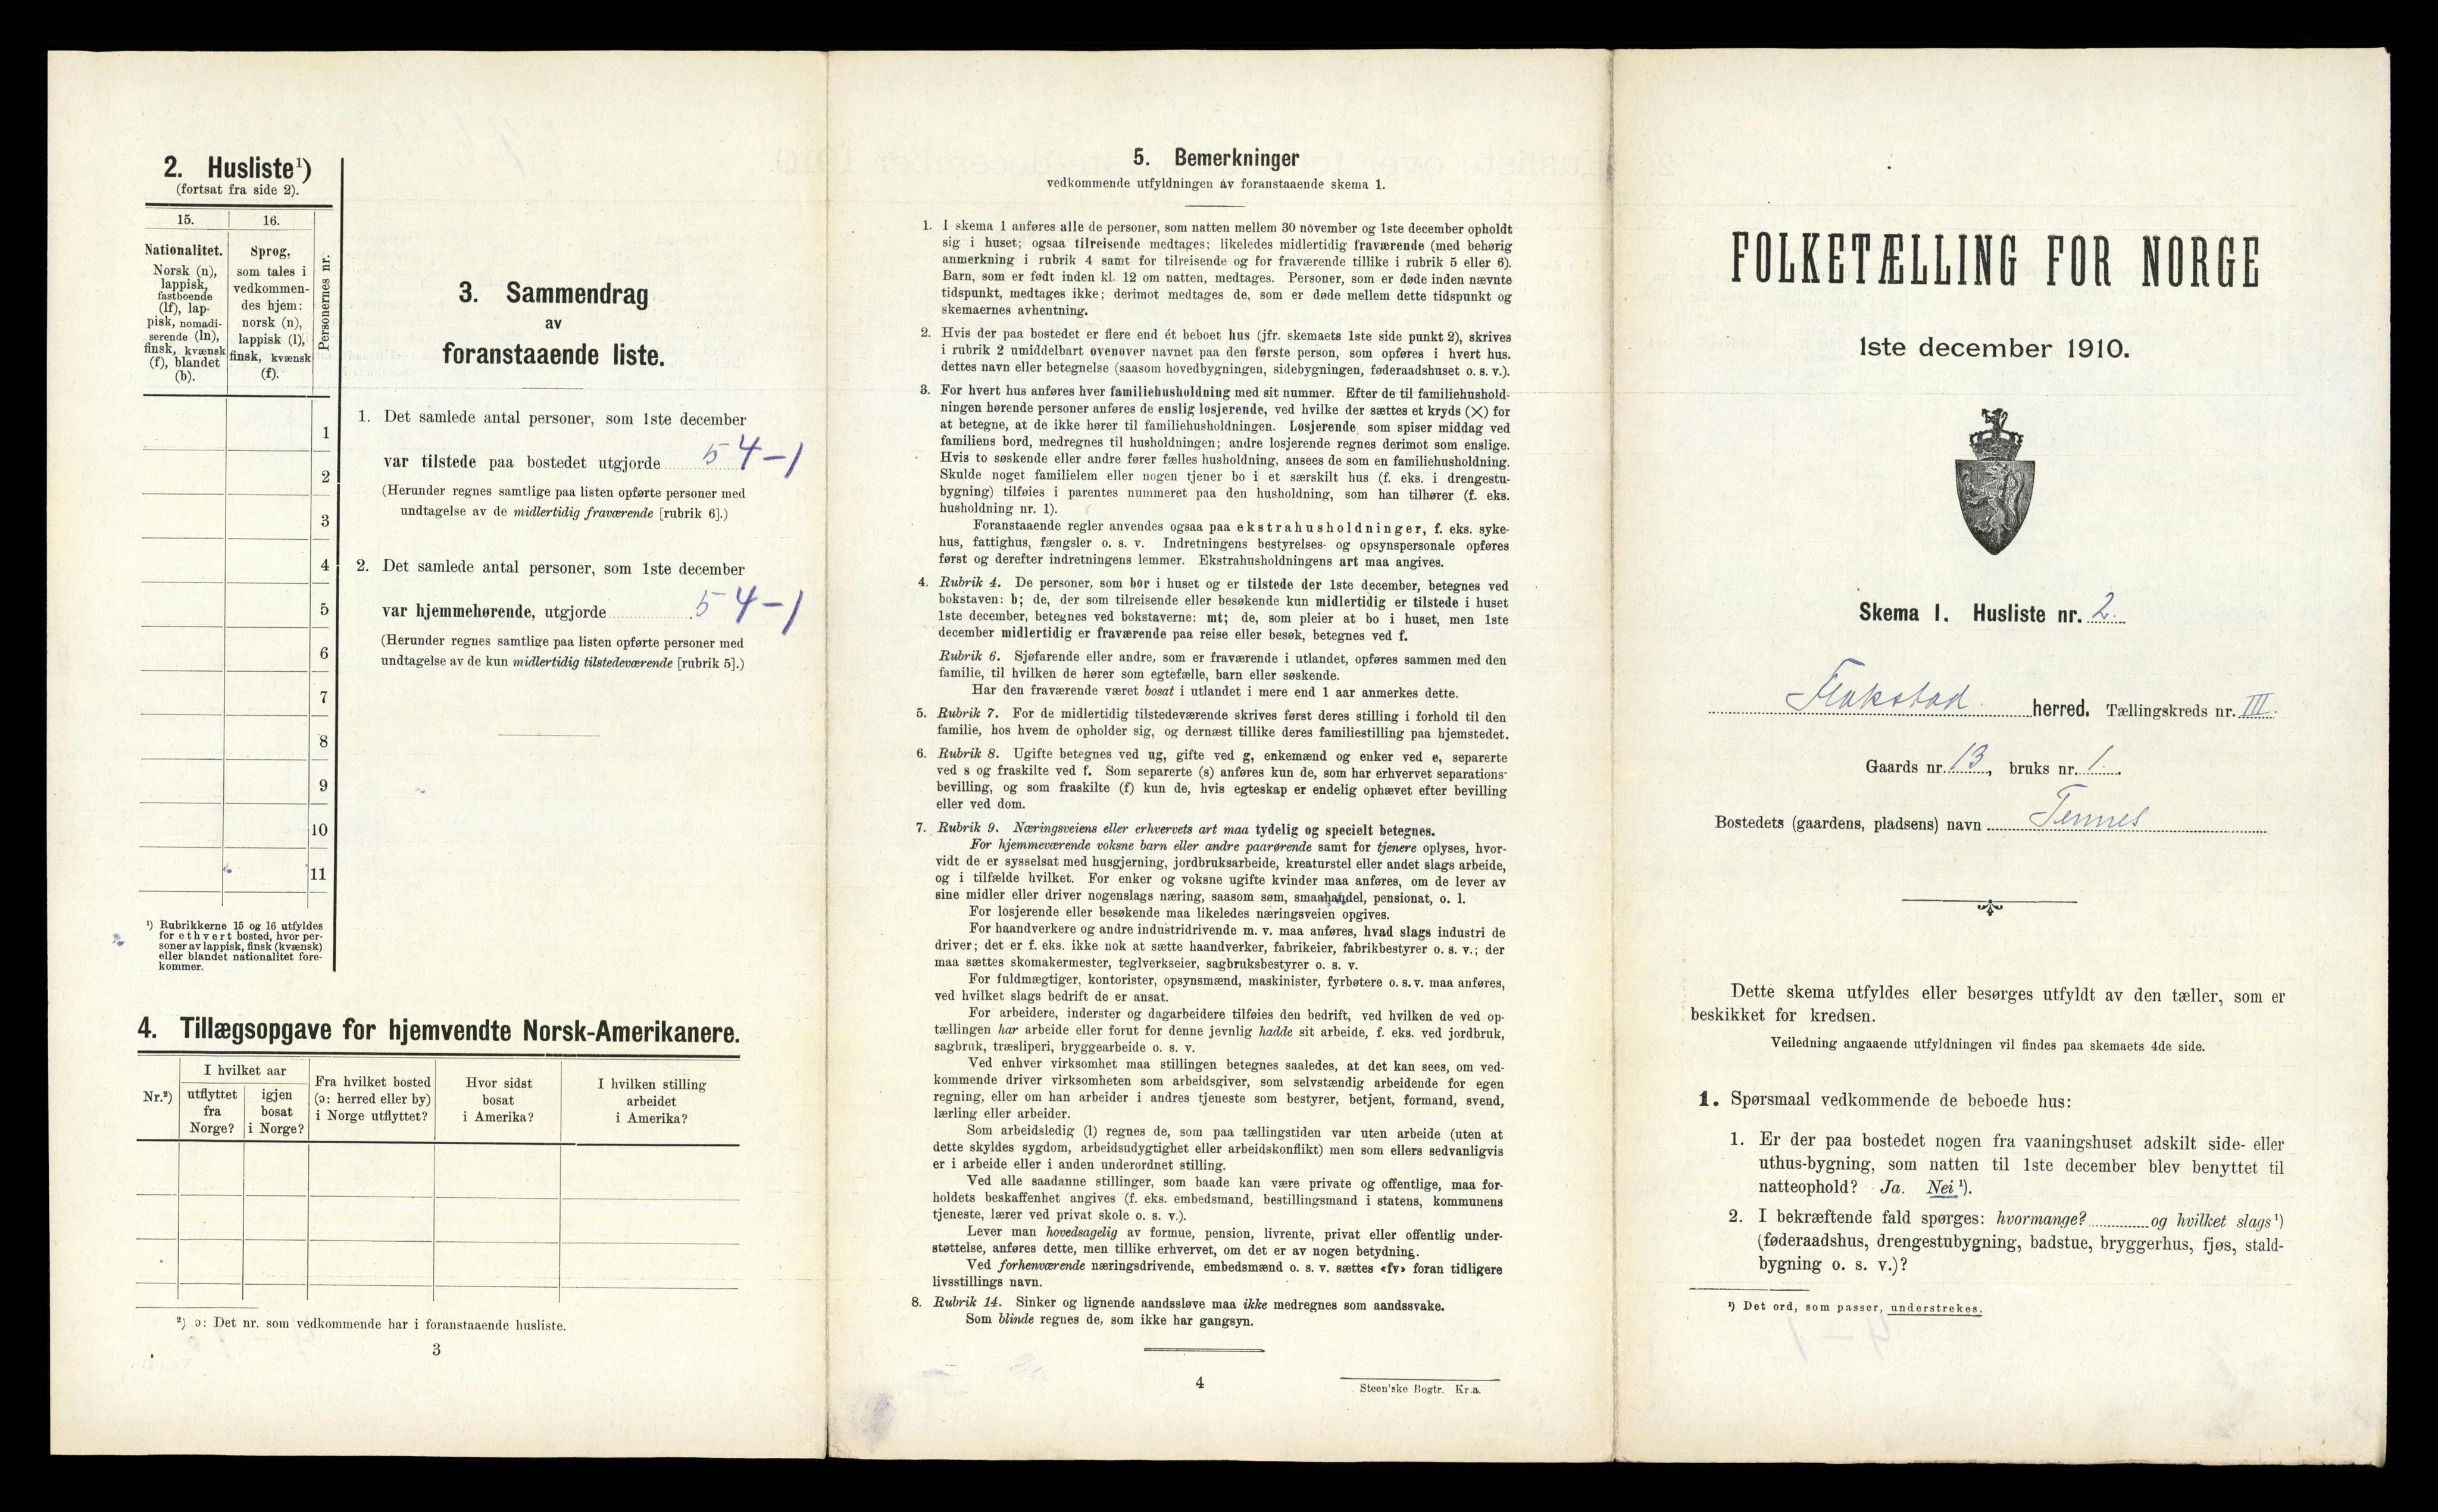 2. Husliste¹)
(fortsat fra side 2).
15. 16.
Nationalitet.
Norsk (n),
lappisk,
fastboende
(lf), lap-
pisk, nomadi-
serende (ln),
finsk, kvænsk
(f), blandet
(b).
Sprog,
som tales i
vedkommen-
des hjem:
norsk (n),
lappisk (l),
finsk, kvænsk
(f).
Personernes nr.
1
2
3
4
5
6
7
8
9
10
11
¹) Rubrikkerne 15 og 16 utfyldes
for ethvert bosted, hvor per-
soner av lappisk, finsk (kvænsk)
eller blandet nationalitet fore-
kommer.
3. Sammendrag
av
foranstaaende liste.
1. Det samlede antal personer, som 1ste december
var tilstede paa bostedet utgjorde 5 4-1
(Herunder regnes samtlige paa listen opførte personer med
undtagelse av de midlertidig fraværende [rubrik 6].)
2. Det samlede antal personer, som 1ste december
var hjemmehørende, utgjorde 5 4-1
(Herunder regnes samtlige paa listen opførte personer med
undtagelse av de kun midlertidig tilstedeværende [rubrik 5].)
4. Tillægsopgave for hjemvendte Norsk-Amerikanere.
Nr.²)
I hvilket aar
utflyttet
fra
Norge?
igjen
bosat
i Norge?
Fra hvilket bosted
(ɔ: herred eller by)
i Norge utflyttet?
Hvor sidst
bosat
i Amerika?
I hvilken stilling
arbeidet
i Amerika?
²) ɔ: Det nr. som vedkommende har i foranstaaende husliste.
3
5. Bemerkninger
vedkommende utfyldningen av foranstaaende skema 1.
1. I skema 1 anføres alle de personer, som natten mellem 30 november og 1ste december opholdt
sig i huset; ogsaa tilreisende medtages; likeledes midlertidig fraværende (med behørig
anmerkning i rubrik 4 samt for tilreisende og for fraværende tillike i rubrik 5 eller 6).
Barn, som er født inden kl. 12 om natten, medtages. Personer, som er døde inden nævnte
tidspunkt, medtages ikke; derimot medtages de, som er døde mellem dette tidspunkt og
skemaernes avhentning.
2. Hvis der paa bostedet er flere end ét beboet hus (jfr. skemaets 1ste side punkt 2), skrives
i rubrik 2 umiddelbart ovenover navnet paa den første person, som opføres i hvert hus.
dettes navn eller betegnelse (saasom hovedbygningen, sidebygningen, føderaadshuset o. s. v.).
3. For hvert hus anføres hver familiehusholdning med sit nummer. Efter de til familiehushold-
ningen hørende personer anføres de enslig losjerende, ved hvilke der sættes et kryds (×) for
at betegne, at de ikke hører til familiehusholdningen. Losjerende som spiser middag ved
familiens bord, medregnes til husholdningen; andre losjerende regnes derimot som enslige.
Hvis to søskende eller andre fører fælles husholdning, ansees de som en familiehusholdning.
Skulde noget familielem eller nogen tjener bo i et særskilt hus (f. eks. i drengestu-
bygning) tilføies i parentes nummeret paa den husholdning, som han tilhører (f. eks.
husholdning nr. 1).
Foranstaaende regler anvendes ogsaa paa ekstrahusholdninger, f. eks. syke-
hus, fattighus, fængsler o. s. v. Indretningens bestyrelses- og opsynspersonale opføres
først og derefter indretningens lemmer. Ekstrahusholdningens art maa angives.
4. Rubrik 4. De personer, som bor i huset og er tilstede der 1ste december, betegnes ved
bokstaven: b; de, der som tilreisende eller besøkende kun midlertidig er tilstede i huset
1ste december, betegnes ved bokstaverne: mt; de, som pleier at bo i huset, men 1ste
december midlertidig er fraværende paa reise eller besøk, betegnes ved f.
Rubrik 6. Sjøfarende eller andre, som er fraværende i utlandet, opføres sammen med den
familie, til hvilken de hører som egtefælle, barn eller søskende.
Har den fraværende været bosat i utlandet i mere end 1 aar anmerkes dette.
5. Rubrik 7. For de midlertidig tilstedeværende skrives først deres stilling i forhold til den
familie, hos hvem de opholder sig, og dernæst tillike deres familiestilling paa hjemstedet.
6. Rubrik 8. Ugifte betegnes ved ug, gifte ved g, enkemænd og enker ved e, separerte
ved s og fraskilte ved f. Som separerte (s) anføres kun de, som har erhvervet separations-
bevilling, og som fraskilte (f) kun de, hvis egteskap er endelig ophævet efter bevilling
eller ved dom.
7. Rubrik 9. Næringsveiens eller erhvervets art maa tydelig og specielt betegnes.
For hjemmeværende voksne barn eller andre paarørende samt for tjenere oplyses, hvor-
vidt de er sysselsat med husgjerning, jordbruksarbeide, kreaturstel eller andet slags arbeide,
og i tilfælde hvilket. For enker og voksne ugifte kvinder maa anføres, om de lever av
sine midler eller driver nogenslags næring, saasom søm, smaahandel, pensionat, o. l.
For losjerende eller besøkende maa likeledes næringsveien opgives.
For haandverkere og andre industridrivende m. v. maa anføres, hvad slags industri de
driver; det er f. eks. ikke nok at sætte haandverker, fabrikeier, fabrikbestyrer o. s. v.; der
maa sættes skomakermester, teglverkseier, sagbruksbestyrer o. s. v.
For fuldmægtiger, kontorister, opsynsmænd, maskinister, fyrbøtere o. s. v. maa anføres,
ved hvilket slags bedrift de er ansat.
For arbeidere, inderster og dagarbeidere tilføies den bedrift, ved hvilken de ved op-
tællingen har arbeide eller forut for denne jevnlig hadde sit arbeide, f. eks. ved jordbruk,
sagbruk, træsliperi, bryggearbeide o. s. v.
Ved enhver virksomhet maa stillingen betegnes saaledes, at det kan sees, om ved-
kommende driver virksomheten som arbeidsgiver, som selvstændig arbeidende for egen
regning, eller om han arbeider i andres tjeneste som bestyrer, betjent, formand, svend,
lærling eller arbeider.
Som arbeidsledig (l) regnes de, som paa tællingstiden var uten arbeide (uten at
dette skyldes sygdom, arbeidsudygtighet eller arbeidskonflikt) men som ellers sedvanligvis
er i arbeide eller i anden underordnet stilling.
Ved alle saadanne stillinger, som baade kan være private og offentlige, maa for-
holdets beskaffenhet angives (f. eks. embedsmand, bestillingsmand i statens, kommunens
tjeneste, lærer ved privat skole o. s. v.).
Lever man hovedsagelig av formue, pension, livrente, privat eller offentlig under-
støttelse, anføres dette, men tillike erhvervet, om det er av nogen betydning.
Ved forhenværende næringsdrivende, embedsmænd o. s. v. sættes «fv» foran tidligere
livsstillings navn.
8. Rubrik 14. Sinker og lignende aandssløve maa ikke medregnes som aandssvake.
Som blinde regnes de, som ikke har gangsyn.
4
Steen'ske Bogtr. Kr.a.
FOLKETÆLLING FOR NORGE
1ste december 1910.
Skema 1. Husliste nr. 2.
Flakstad herred. Tællingskreds nr. III.
Gaards nr. 13, bruks nr. 1.
Bostedets (gaardens, pladsens) navn Tennes
Dette skema utfyldes eller besørges utfyldt av den tæller, som er
beskikket for kredsen.
Veiledning angaaende utfyldningen vil findes paa skemaets 4de side.
1. Spørsmaal vedkommende de beboede hus:
1. Er der paa bostedet nogen fra vaaningshuset adskilt side- eller
uthus-bygning, som natten til 1ste december blev benyttet til
natteophold? Ja. Nei¹).
2. I bekræftende fald spørges: hvormange? og hvilket slags¹)
(føderaadshus, drengestubygning, badstue, bryggerhus, fjøs, stald-
bygning o. s. v.)?
¹) Det ord, som passer, understrekes.